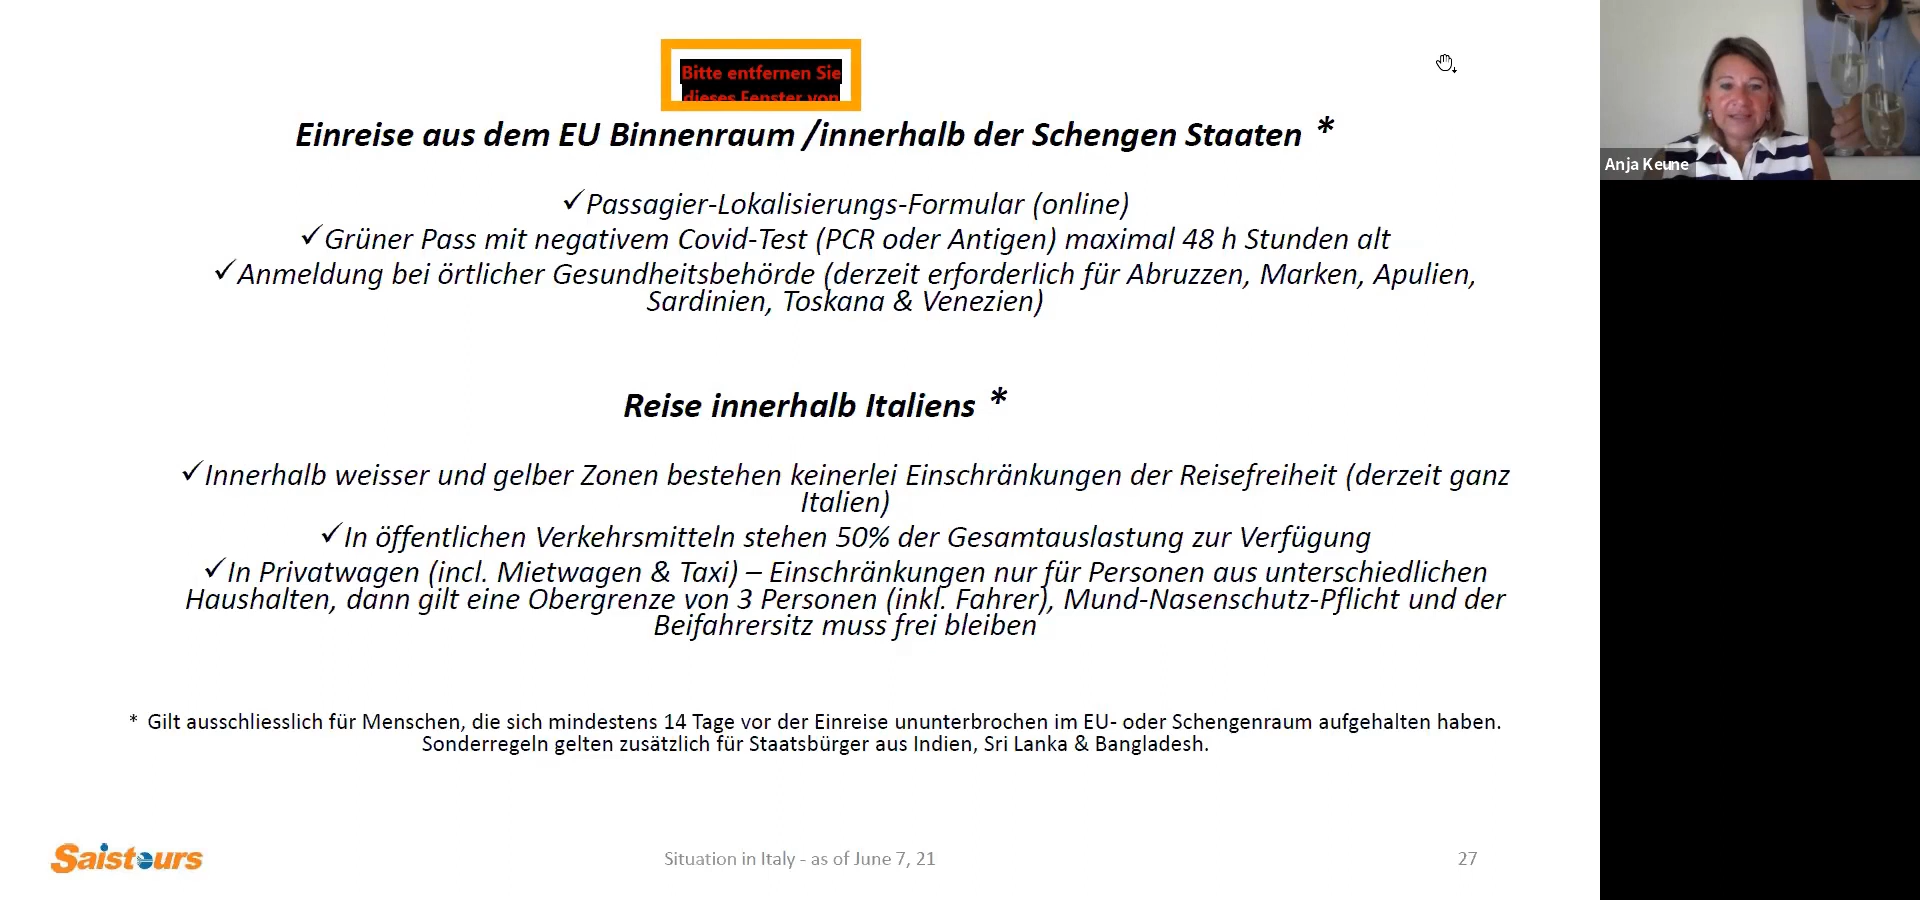 Bitte entfernen Sie
dieses Fenster von
Einreise aus dem EU Binnenraum /innerhalb der Schengen Staaten *
✓Passagier-Lokalisierungs-Formular (online)
✓Grüner Pass mit negativem Covid-Test (PCR oder Antigen) maximal 48 h Stunden alt
✓Anmeldung bei örtlicher Gesundheitsbehörde (derzeit erforderlich für Abruzzen, Marken, Apulien,
Sardinien, Toskana & Venezien)
Reise innerhalb Italiens *
✓Innerhalb weisser und gelber Zonen bestehen keinerlei Einschränkungen der Reisefreiheit (derzeit ganz
Italien)
✓In öffentlichen Verkehrsmitteln stehen 50% der Gesamtauslastung zur Verfügung
✓In Privatwagen (incl. Mietwagen & Taxi) – Einschränkungen nur für Personen aus unterschiedlichen
Haushalten, dann gilt eine Obergrenze von 3 Personen (inkl. Fahrer), Mund-Nasenschutz-Pflicht und der
Beifahrersitz muss frei bleiben
* Gilt ausschliesslich für Menschen, die sich mindestens 14 Tage vor der Einreise ununterbrochen im EU- oder Schengenraum aufgehalten haben.
Sonderregeln gelten zusätzlich für Staatsbürger aus Indien, Sri Lanka & Bangladesh.
Saistours
Situation in Italy - as of June 7, 21
27
Anja Keune